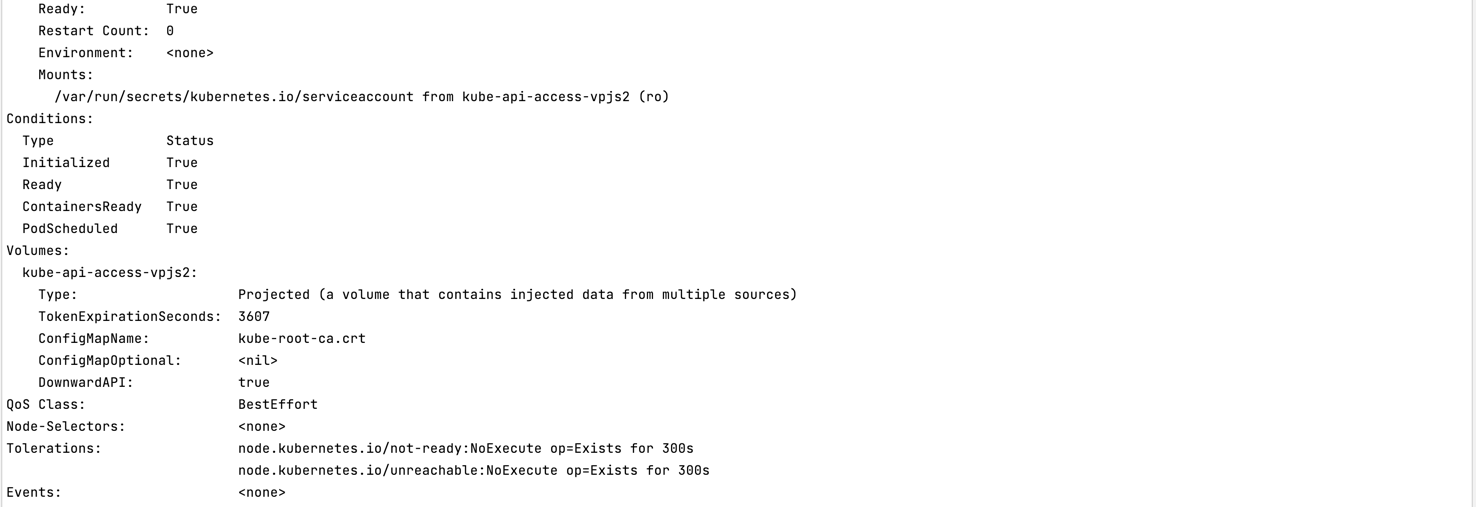 Ready:          True
    Restart Count:  0
    Environment:    <none>
    Mounts:
      /var/run/secrets/kubernetes.io/serviceaccount from kube-api-access-vpjs2 (ro)
Conditions:
  Type              Status
  Initialized       True
  Ready             True
  ContainersReady   True
  PodScheduled      True
Volumes:
  kube-api-access-vpjs2:
    Type:                    Projected (a volume that contains injected data from multiple sources)
    TokenExpirationSeconds:  3607
    ConfigMapName:           kube-root-ca.crt
    ConfigMapOptional:       <nil>
    DownwardAPI:             true
QoS Class:                   BestEffort
Node-Selectors:              <none>
Tolerations:                 node.kubernetes.io/not-ready:NoExecute op=Exists for 300s
                             node.kubernetes.io/unreachable:NoExecute op=Exists for 300s
Events:                      <none>